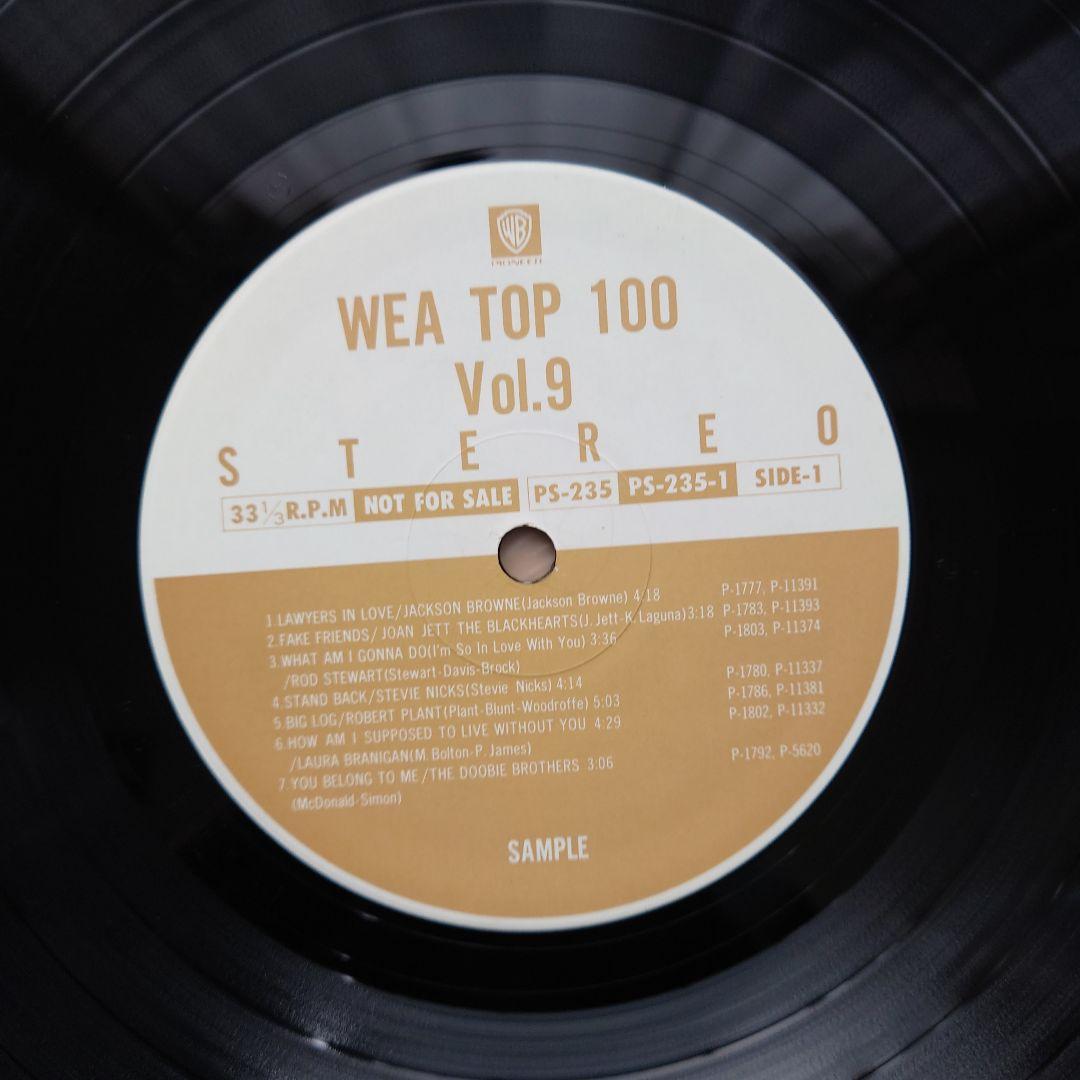 WB
PIONEER
WEA TOP 100
Vol.9
STEREO
33 1/3 R.P.M NOT FOR SALE PS-235 PS-235-1 SIDE-1
1.LAWYERS IN LOVE/JACKSON BROWNE(Jackson Browne) 4:18 P-1777, P-11391
2.FAKE FRIENDS/JOAN JETT THE BLACKHEARTS(J. Jett-K. Laguna)3:18 P-1783, P-11393
3.WHAT AM I GONNA DO(I'm So In Love With You) 3:36 P-1803, P-11374
/ROD STEWART(Stewart-Davis-Brock)
4.STAND BACK/STEVIE NICKS(Stevie Nicks) 4:14 P-1780, P-11337
5.BIG LOG/ROBERT PLANT(Plant-Blunt-Woodroffe) 5:03 P-1786, P-11381
6.HOW AM I SUPPOSED TO LIVE WITHOUT YOU 4:29 P-1802, P-11332
/LAURA BRANIGAN(M. Bolton-P. James)
7.YOU BELONG TO ME/THE DOOBIE BROTHERS 3:06 P-1792, P-5620
(McDonald-Simon)
SAMPLE